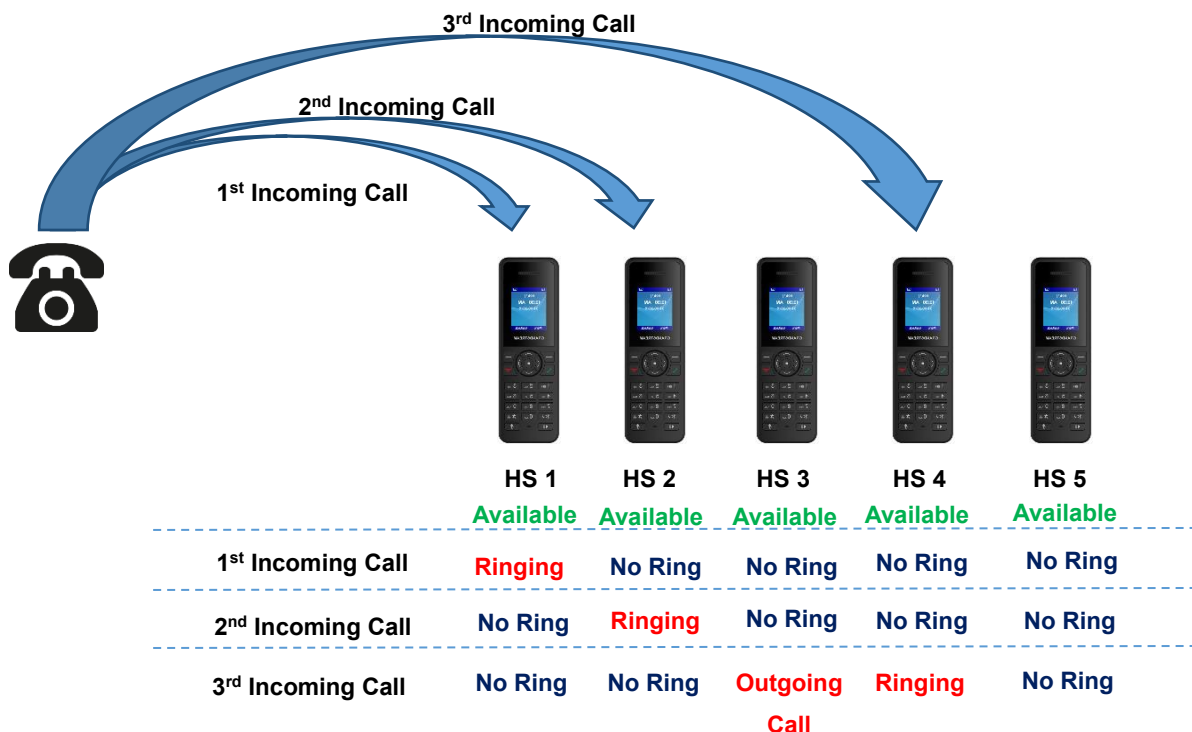 3rd Incoming Call
2nd Incoming Call
1st Incoming Call
HS 1 HS 2 HS 3 HS 4 HS 5
Available Available Available Available Available
1st Incoming Call Ringing No Ring No Ring No Ring No Ring
2nd Incoming Call No Ring Ringing No Ring No Ring No Ring
3rd Incoming Call No Ring No Ring Outgoing Ringing No Ring
Call